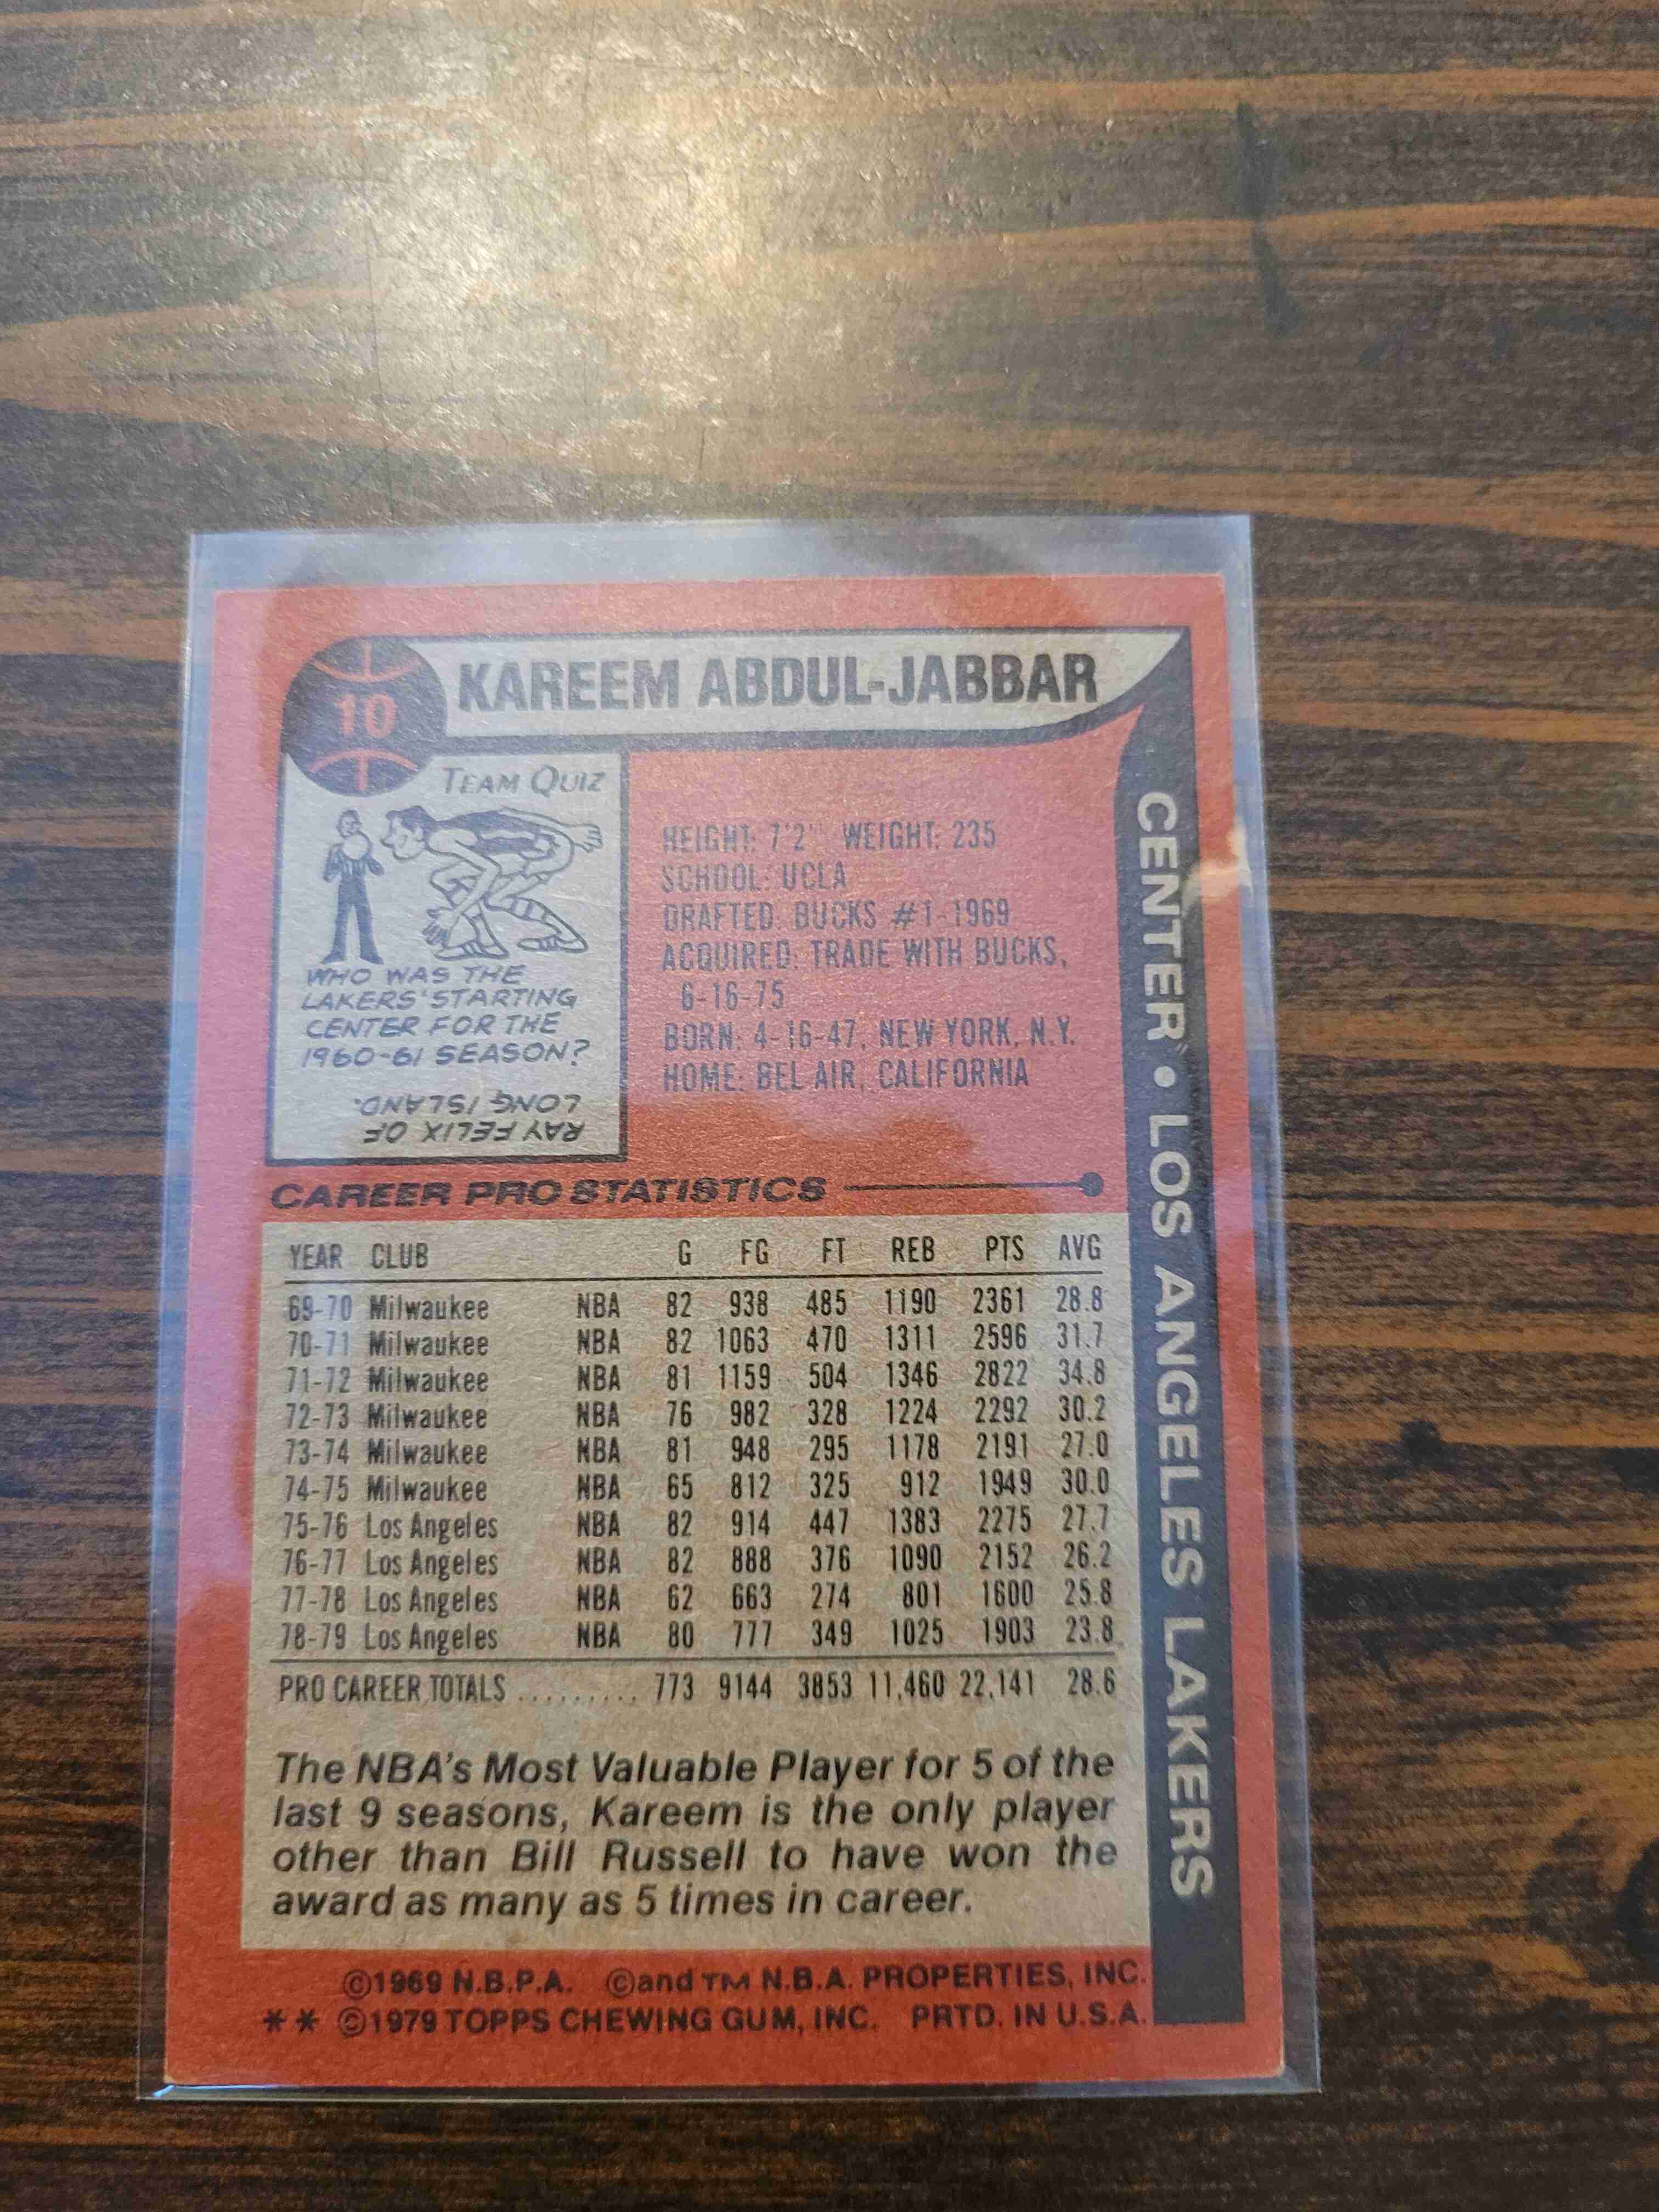 10
KAREEM ABDUL-JABBAR
TEAM QUIZ
WHO WAS THE
LAKERS' STARTING
CENTER FOR THE
1960-61 SEASON?
RAY FELIX OF
LONG ISLAND.
HEIGHT: 7'2" WEIGHT: 235
SCHOOL: UCLA
DRAFTED: BUCKS #1-1969
ACQUIRED: TRADE WITH BUCKS,
6-16-75
BORN: 4-16-47, NEW YORK, N.Y.
HOME: BEL AIR, CALIFORNIA
CENTER • LOS ANGELES LAKERS
CAREER PRO STATISTICS
YEAR CLUB G FG FT REB PTS AVG
69-70 Milwaukee NBA 82 938 485 1190 2361 28.8
70-71 Milwaukee NBA 82 1063 470 1311 2596 31.7
71-72 Milwaukee NBA 81 1159 504 1346 2822 34.8
72-73 Milwaukee NBA 76 982 328 1224 2292 30.2
73-74 Milwaukee NBA 81 948 295 1178 2191 27.0
74-75 Milwaukee NBA 65 812 325 912 1949 30.0
75-76 Los Angeles NBA 82 914 447 1383 2275 27.7
76-77 Los Angeles NBA 82 888 376 1090 2152 26.2
77-78 Los Angeles NBA 62 663 274 801 1600 25.8
78-79 Los Angeles NBA 80 777 349 1025 1903 23.8
PRO CAREER TOTALS ......... 773 9144 3853 11,460 22,141 28.6
The NBA's Most Valuable Player for 5 of the
last 9 seasons, Kareem is the only player
other than Bill Russell to have won the
award as many as 5 times in career.
©1969 N.B.P.A. ©and TM N.B.A. PROPERTIES, INC.
** ©1979 TOPPS CHEWING GUM, INC. PRTD. IN U.S.A.